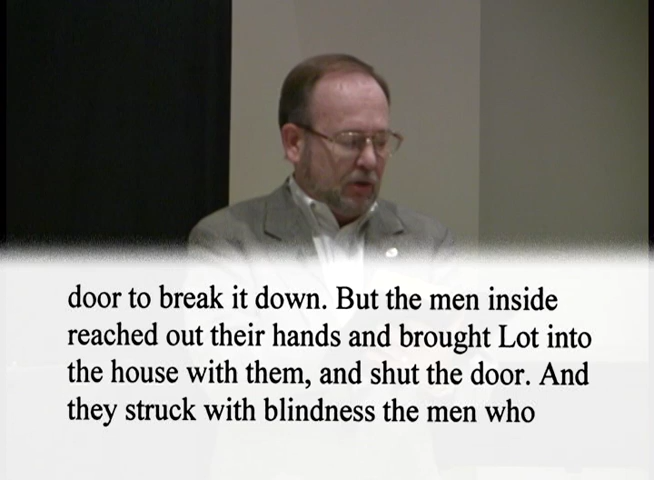 door to break it down. But the men inside
reached out their hands and brought Lot into
the house with them, and shut the door. And
they struck with blindness the men who